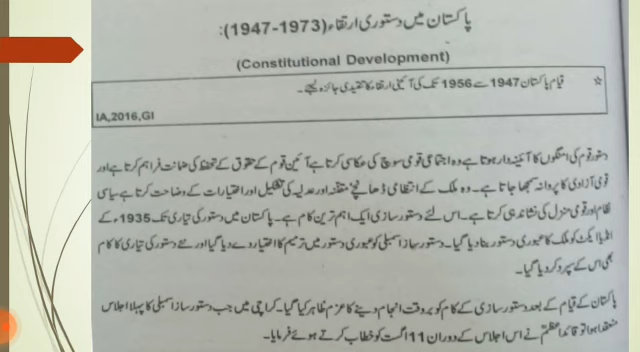 پاکستان میں دستوری ارتقاء (1947-1973):
(Constitutional Development)
☆ قیام پاکستان 1947 سے 1956 تک کی آئینی ارتقاء کا تنقیدی جائزہ لیجئے۔
IA,2016,GI
دستور قوم کی امنگوں کا آئینہ دار ہوتا ہے وہ اجتماعی قومی سوچ کی عکاسی کرتا ہے آئین قوم کے حقوق کے تحفظ کی ضمانت فراہم کرتا ہے اور
قومی آزادی کا پروانہ سمجھا جاتا ہے۔ وہ ملک کے انتظامی ڈھانچے مقننہ اور عدلیہ کی تشکیل اور اختیارات کے وضاحت کرتا ہے سیاسی
نظام اور قومی منزل کی نشاندہی کرتا ہے۔ اس لئے دستور سازی ایک اہم ترین کام ہے۔ پاکستان میں دستور کی تیاری تک 1935ء کے
انڈیا ایکٹ کو ملک کا عبوری دستور بنا دیا گیا۔ دستور ساز اسمبلی کو عبوری دستور میں ترمیم کا اختیار دے دیا گیا اور نئے دستور کی تیاری کا کام
بھی اس کے سپرد کر دیا گیا۔
پاکستان کے قیام کے بعد دستور سازی کے کام کو بروقت انجام دینے کا عزم ظاہر کیا گیا۔ کراچی میں جب دستور ساز اسمبلی کا پہلا اجلاس
منعقد ہوا تو قائد اعظمؒ نے اس اجلاس کے دوران 11 اگست کو خطاب کرتے ہوئے فرمایا۔